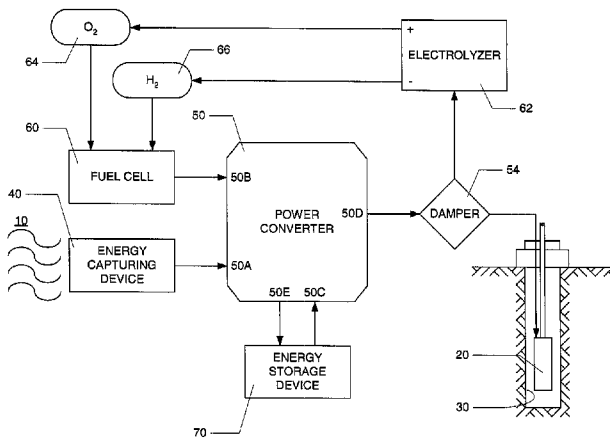 O2
+
ELECTROLYZER
64
66
H2
-
62
60
50
FUEL CELL
50B
54
40
POWER
CONVERTER
50D
DAMPER
10
ENERGY
CAPTURING
DEVICE
50A
50E
50C
ENERGY
STORAGE
DEVICE
20
70
30